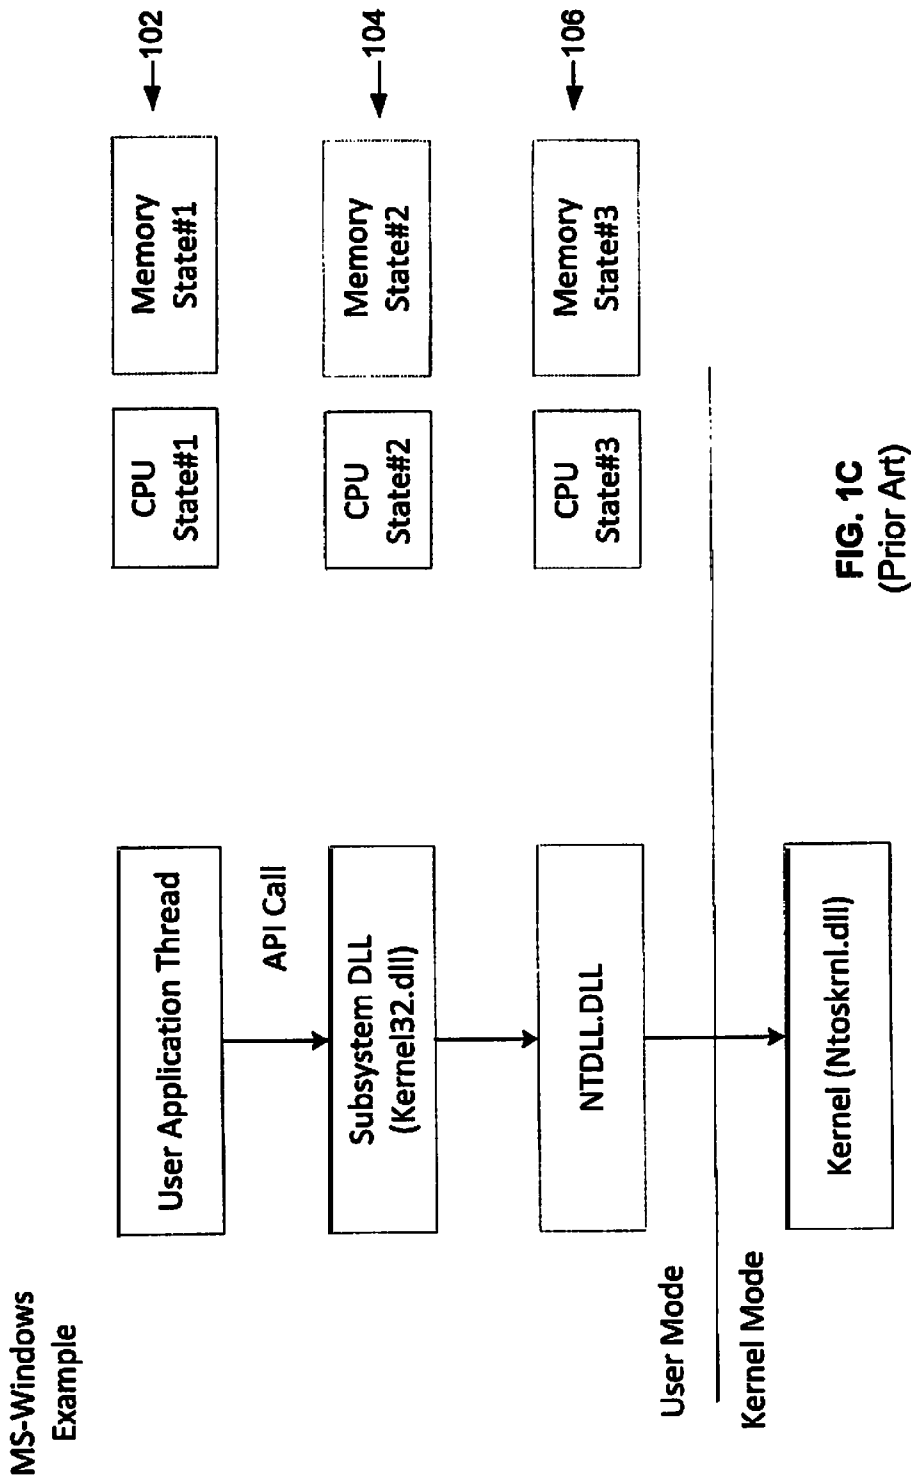 MS-Windows
Example
User Application Thread
CPU
State#1
Memory
State#1
102
API Call
Subsystem DLL
(Kernel32.dll)
CPU
State#2
Memory
State#2
104
NTDLL.DLL
CPU
State#3
Memory
State#3
106
User Mode
Kernel Mode
Kernel (Ntoskrnl.dll)
FIG. 1C
(Prior Art)